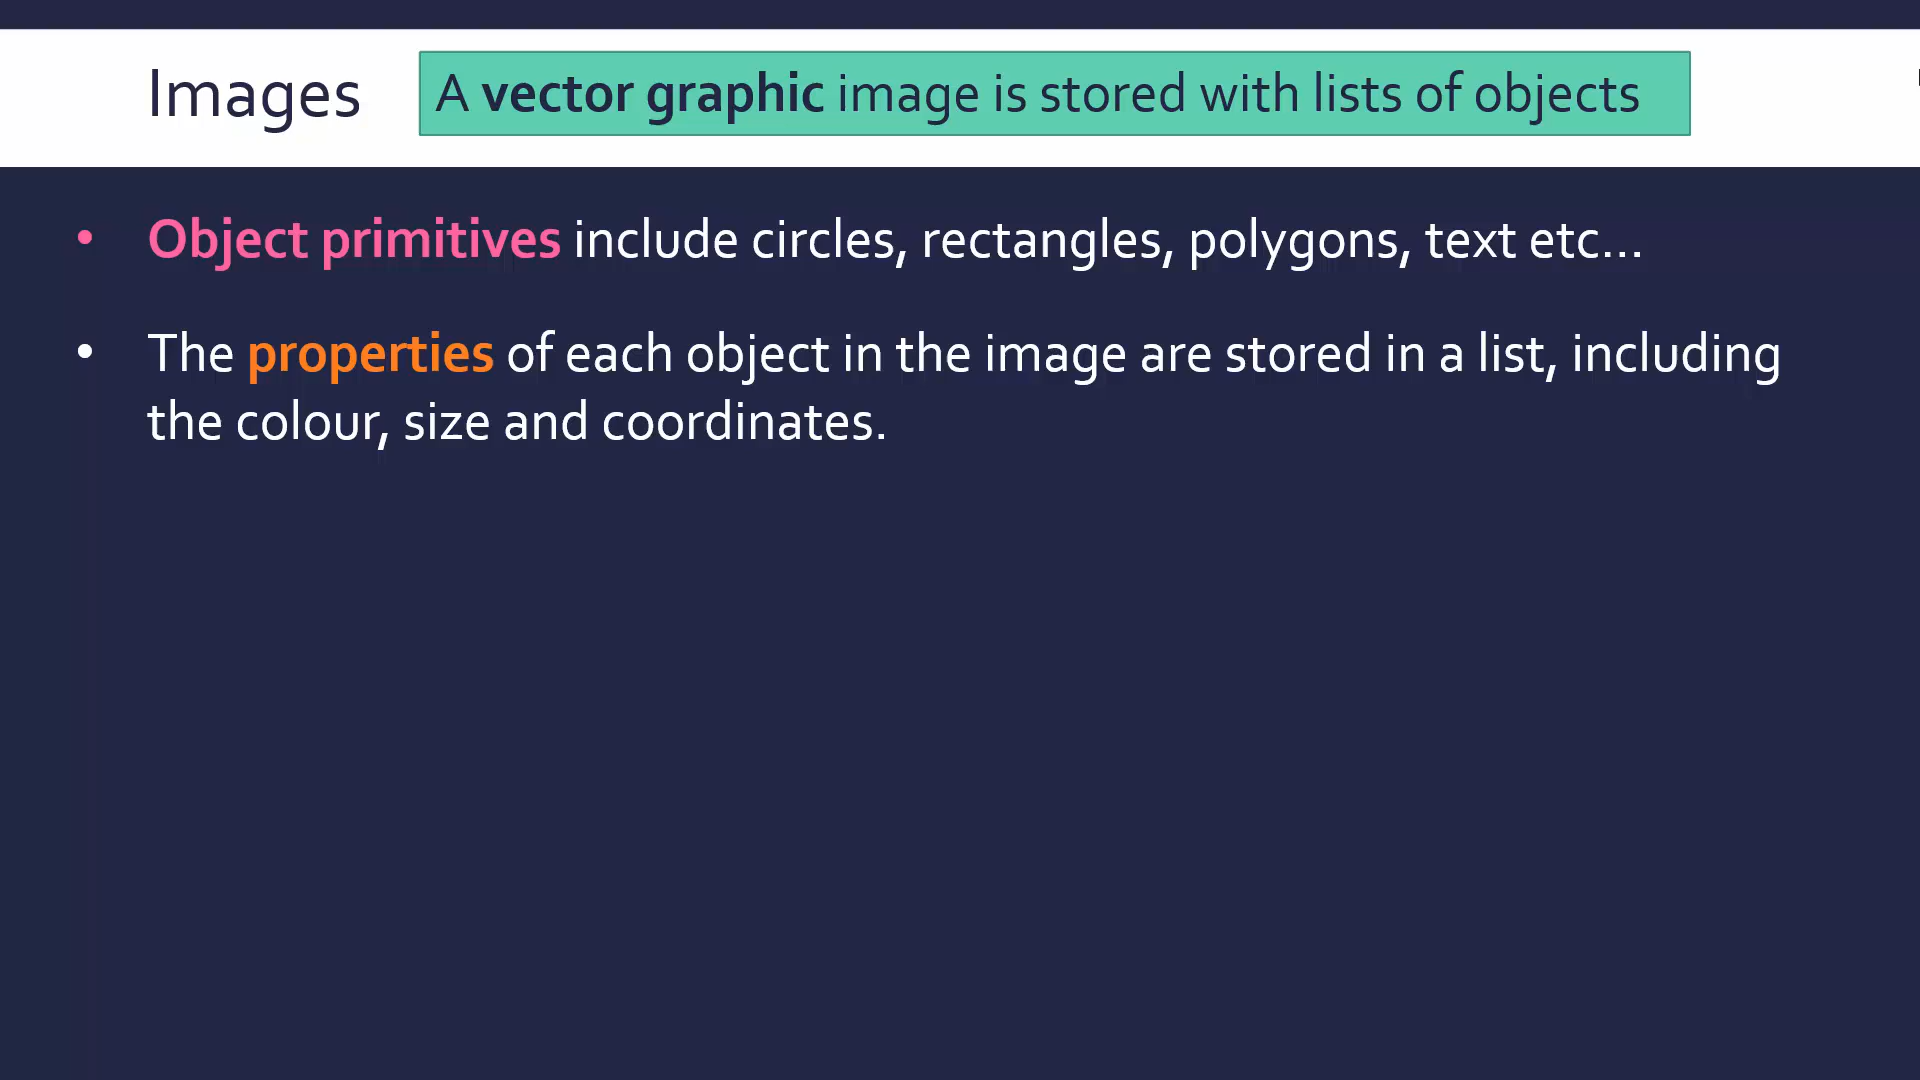 Images
A vector graphic image is stored with lists of objects
• Object primitives include circles, rectangles, polygons, text etc...
• The properties of each object in the image are stored in a list, including
the colour, size and coordinates.